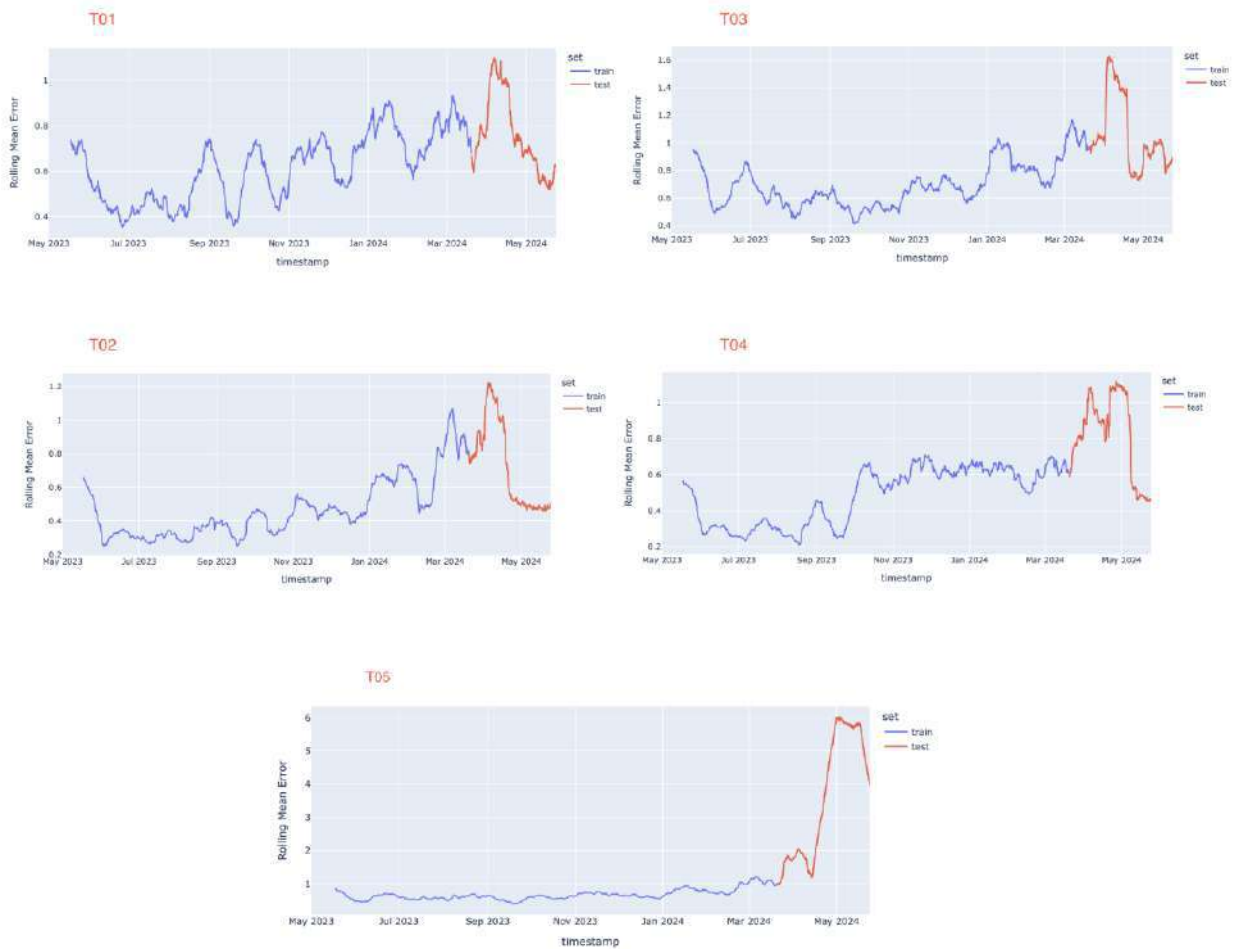 T01
set
train
test
Rolling Mean Error
1
0.8
0.6
0.4
May 2023 Jul 2023 Sep 2023 Nov 2023 Jan 2024 Mar 2024 May 2024
timestamp
T03
set
train
test
Rolling Mean Error
1.6
1.4
1.2
1
0.8
0.6
0.4
May 2023 Jul 2023 Sep 2023 Nov 2023 Jan 2024 Mar 2024 May 2024
timestamp
T02
set
train
test
Rolling Mean Error
1.2
1
0.8
0.6
0.4
0.2
May 2023 Jul 2023 Sep 2023 Nov 2023 Jan 2024 Mar 2024 May 2024
timestamp
T04
set
train
test
Rolling Mean Error
1
0.8
0.6
0.4
0.2
May 2023 Jul 2023 Sep 2023 Nov 2023 Jan 2024 Mar 2024 May 2024
timestamp
T05
set
train
test
Rolling Mean Error
6
5
4
3
2
1
May 2023 Jul 2023 Sep 2023 Nov 2023 Jan 2024 Mar 2024 May 2024
timestamp